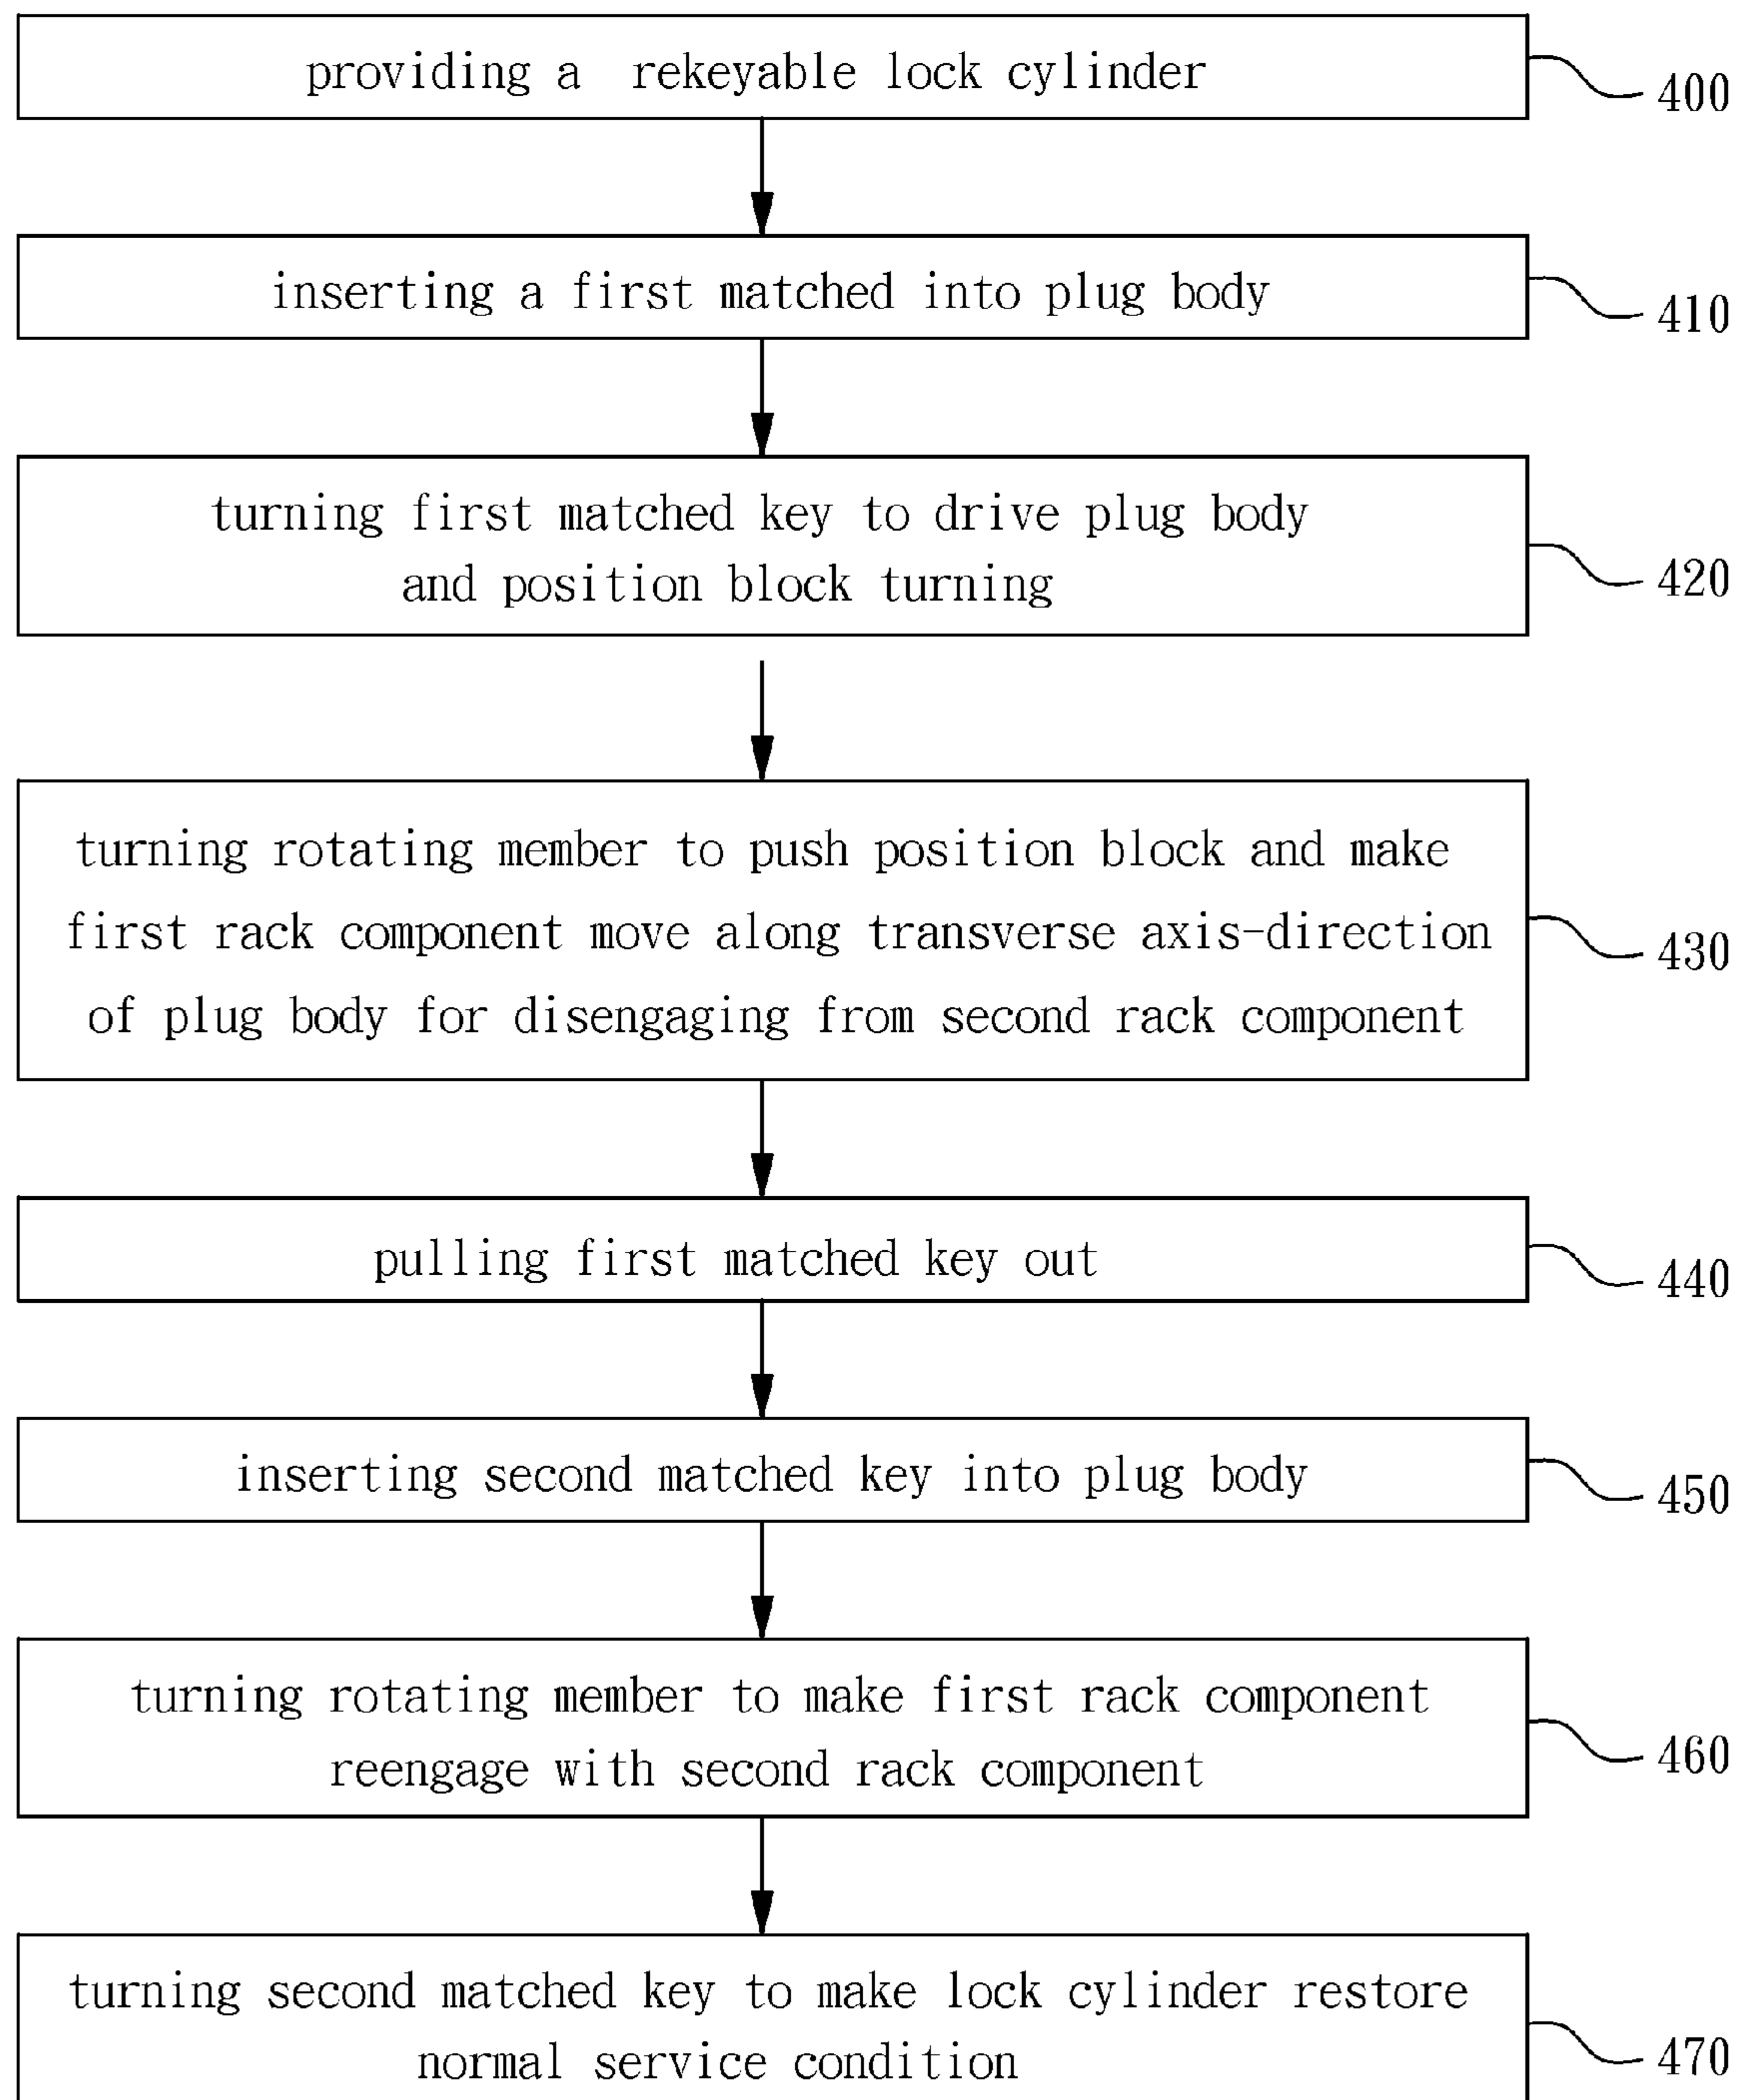 providing a rekeyable lock cylinder
400
inserting a first matched into plug body
410
turning first matched key to drive plug body
and position block turning
420
turning rotating member to push position block and make
first rack component move along transverse axis-direction
of plug body for disengaging from second rack component
430
pulling first matched key out
440
inserting second matched key into plug body
450
turning rotating member to make first rack component
reengage with second rack component
460
turning second matched key to make lock cylinder restore
normal service condition
470